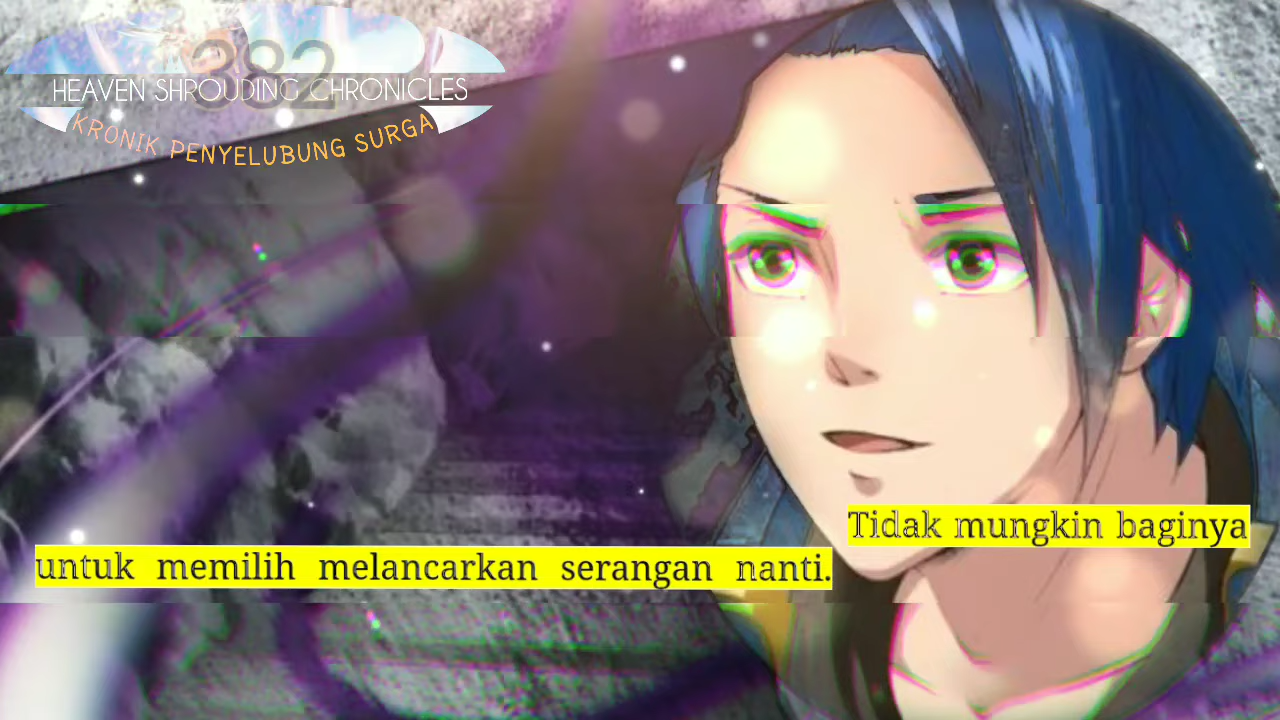 382
HEAVEN SHROUDING CHRONICLES
KRONIK PENYELUBUNG SURGA
Tidak mungkin baginya
untuk memilih melancarkan serangan nanti.